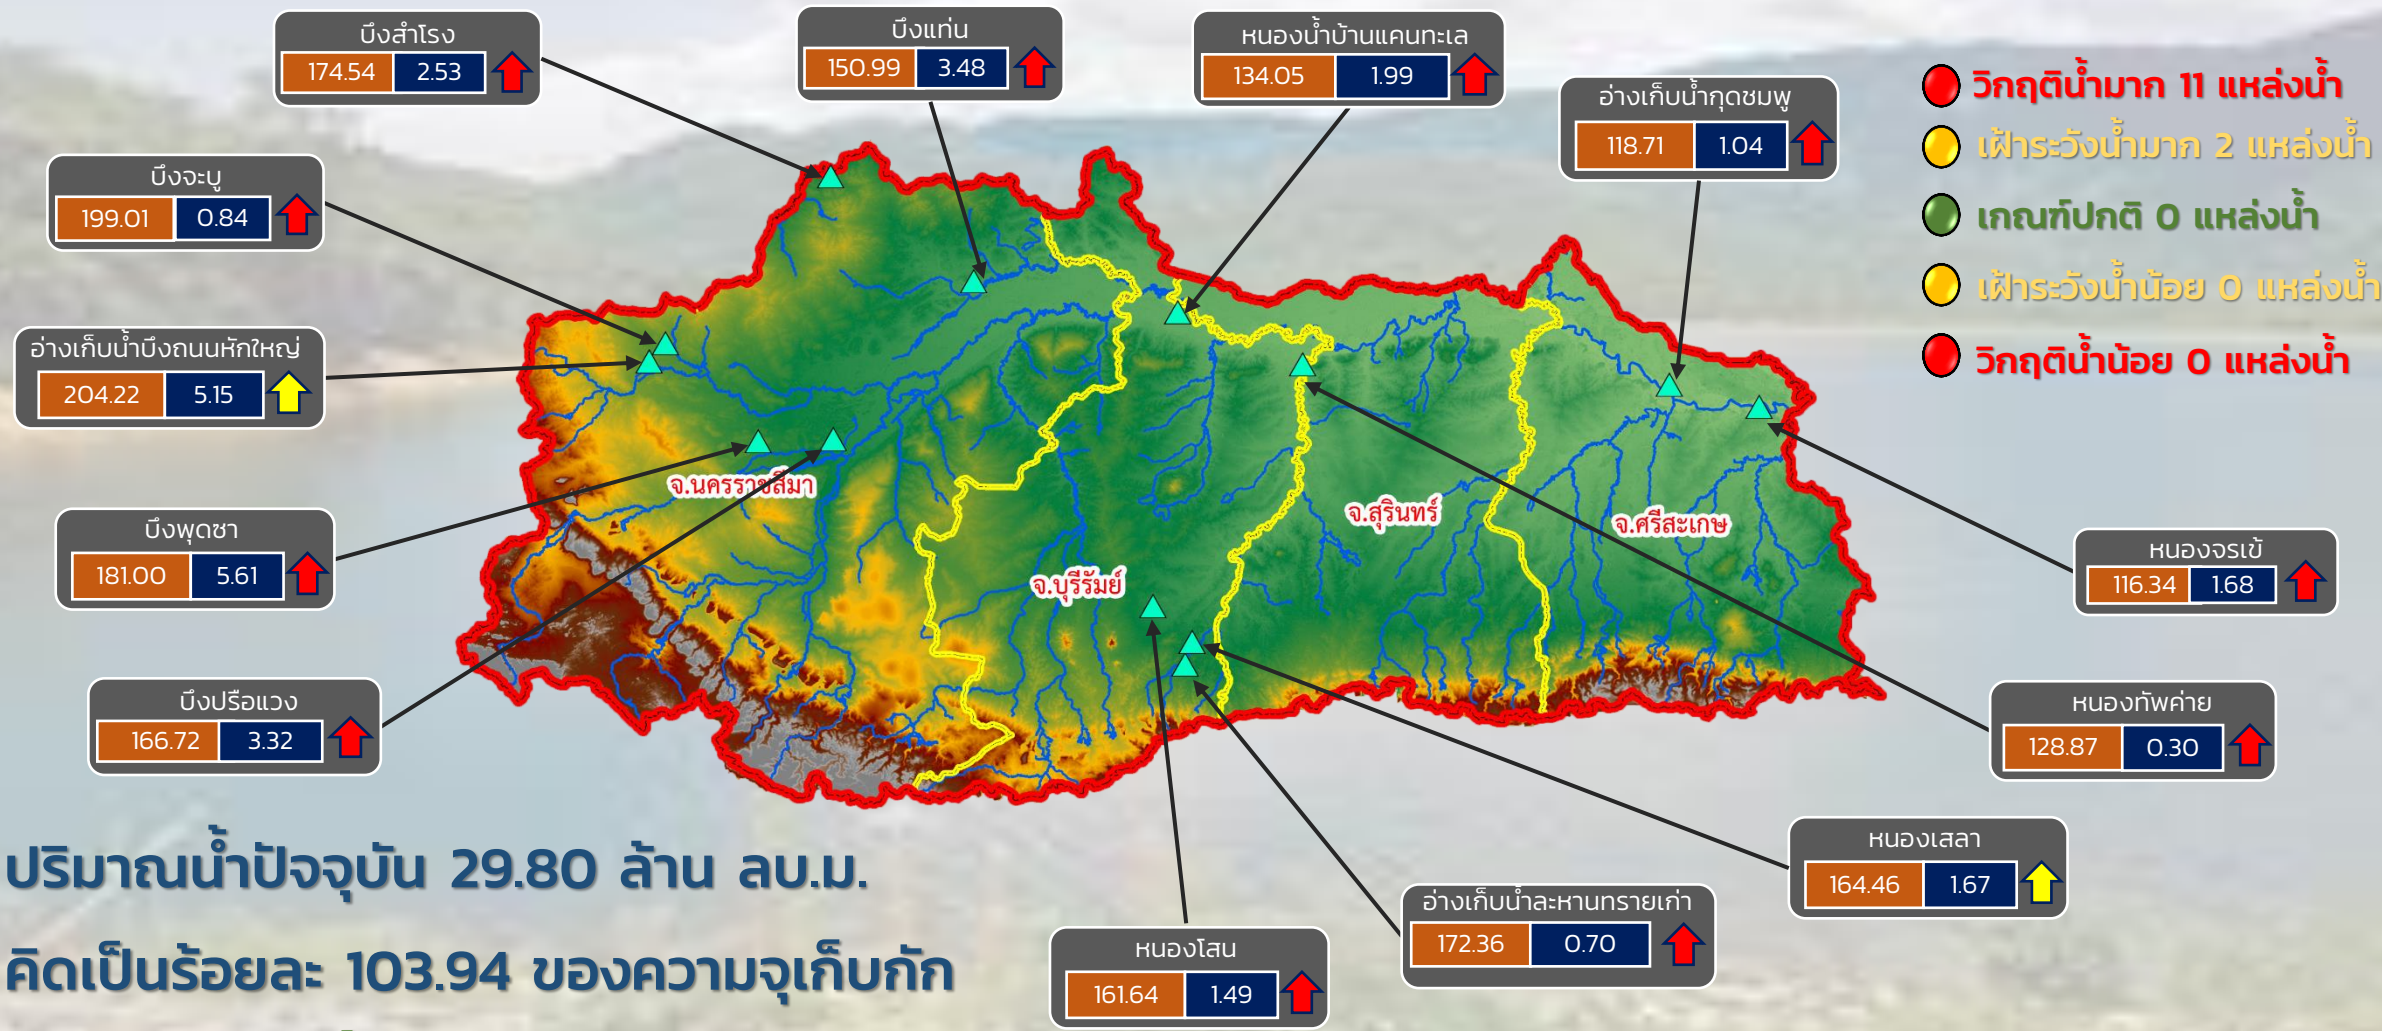 บึงสำโรง
174.54 2.53
บึงแท่น
150.99 3.48
หนองน้ำบ้านแคนทะเล
134.05 1.99
อ่างเก็บน้ำกุดชมพู
118.71 1.04
วิกฤติน้ำมาก 11 แหล่งน้ำ
เฝ้าระวังน้ำมาก 2 แหล่งน้ำ
เกณฑ์ปกติ 0 แหล่งน้ำ
เฝ้าระวังน้ำน้อย 0 แหล่งน้ำ
วิกฤติน้ำน้อย 0 แหล่งน้ำ
บึงจะบู
199.01 0.84
อ่างเก็บน้ำบึงถนนหักใหญ่
204.22 5.15
บึงพุดซา
181.00 5.61
บึงปรือแวง
166.72 3.32
จ.นครราชสีมา
จ.บุรีรัมย์
จ.สุรินทร์
จ.ศรีสะเกษ
หนองจรเข้
116.34 1.68
หนองทัพค่าย
128.87 0.30
หนองเสลา
164.46 1.67
อ่างเก็บน้ำละหานทรายเก่า
172.36 0.70
หนองโสน
161.64 1.49
ปริมาณน้ำปัจจุบัน 29.80 ล้าน ลบ.ม.
คิดเป็นร้อยละ 103.94 ของความจุเก็บกัก